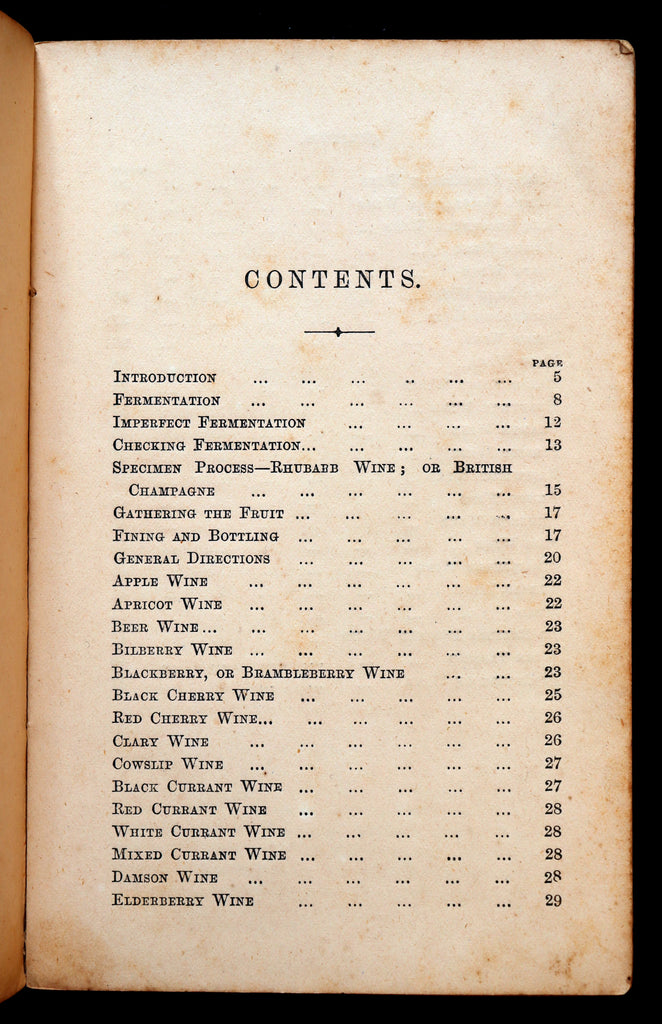 CONTENTS.
PAGE
INTRODUCTION ... ... ... .. ... ... 5
FERMENTATION ... ... ... ... ... ... 8
IMPERFECT FERMENTATION ... ... ... ... 12
CHECKING FERMENTATION... ... ... ... ... 13
SPECIMEN PROCESS—RHUBARB WINE; OR BRITISH
CHAMPAGNE ... ... ... ... ... ... 15
GATHERING THE FRUIT ... ... ... ... ... 17
FINING AND BOTTLING ... ... ... ... ... 17
GENERAL DIRECTIONS ... ... ... ... ... 20
APPLE WINE ... ... ... ... ... ... 22
APRICOT WINE ... ... ... ... ... ... 22
BEER WINE... ... ... ... ... ... ... 23
BILBERRY WINE ... ... ... ... ... ... 23
BLACKBERRY, OR BRAMBLEBERRY WINE ... ... 23
BLACK CHERRY WINE ... ... ... ... ... 25
RED CHERRY WINE... ... ... ... ... ... 26
CLARY WINE ... ... ... ... ... ... 26
COWSLIP WINE ... ... ... ... ... ... 27
BLACK CURRANT WINE ... ... ... ... ... 27
RED CURRANT WINE ... ... ... ... ... 28
WHITE CURRANT WINE ... ... ... ... ... 28
MIXED CURRANT WINE ... ... ... ... ... 28
DAMSON WINE ... ... ... ... ... ... 28
ELDERBERRY WINE ... ... ... ... ... 29